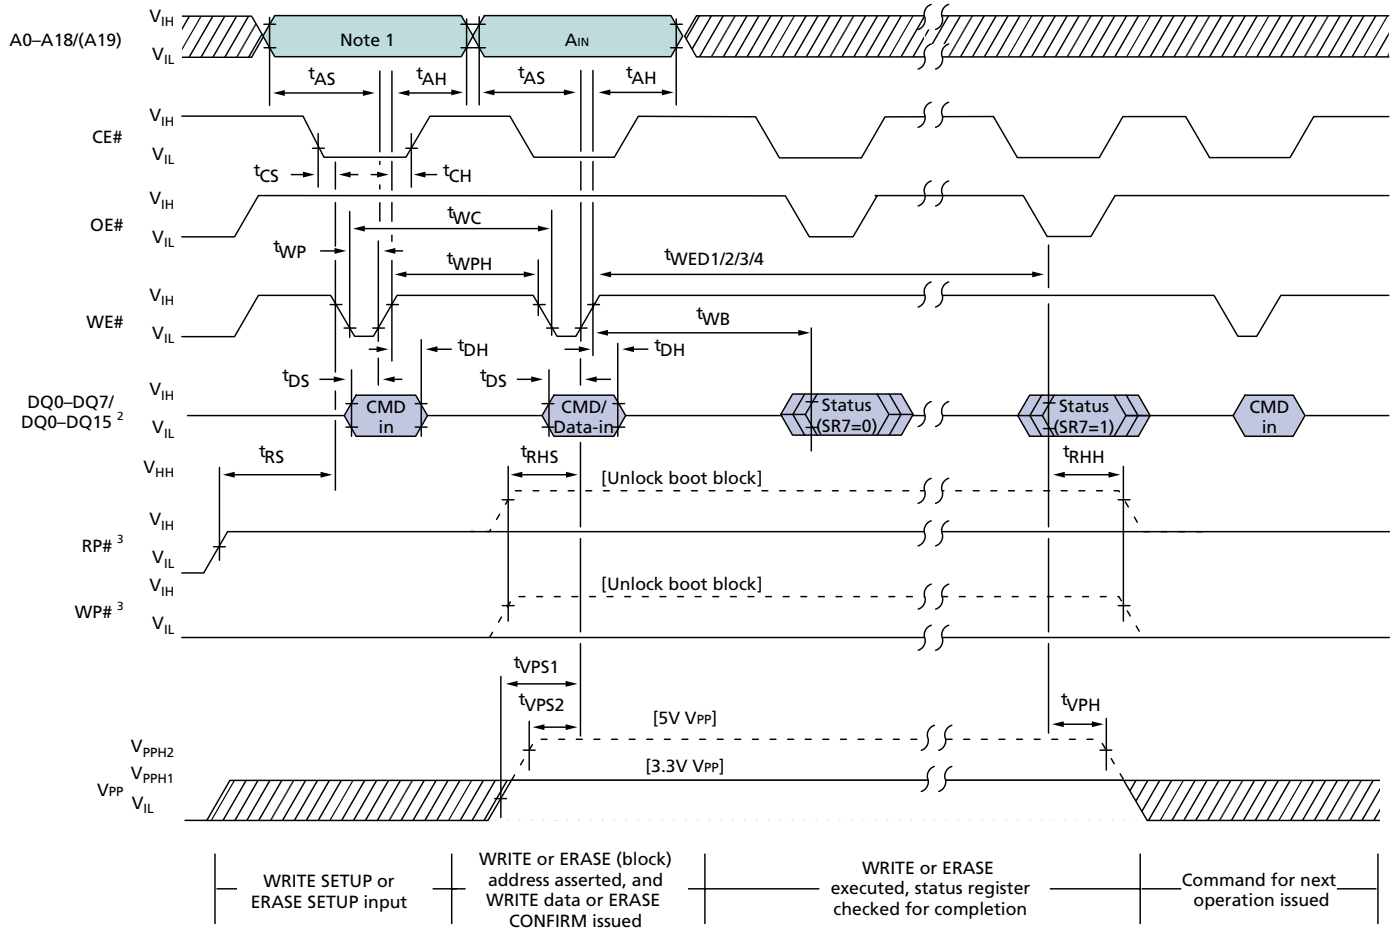 A0–A18/(A19)
VIH
VIL
Note 1
AIN
tAS
tAH
tAS
tAH
CE#
VIH
VIL
tCS
tCH
OE#
VIH
VIL
tWC
tWP
tWPH
tWED1/2/3/4
WE#
VIH
VIL
tWB
tDH
tDH
tDS
tDS
DQ0–DQ7/
DQ0–DQ15 2
VIH
VIL
CMD
in
CMD/
Data-in
Status
(SR7=0)
Status
(SR7=1)
CMD
in
tRS
tRHS
tRHH
VHH
[Unlock boot block]
RP# 3
VIH
VIL
WP# 3
VIH
VIL
[Unlock boot block]
tVPS1
tVPS2
tVPH
[5V VPP]
VPPH2
VPPH1
[3.3V VPP]
VPP
VIL
WRITE SETUP or
ERASE SETUP input
WRITE or ERASE (block)
address asserted, and
WRITE data or ERASE
CONFIRM issued
WRITE or ERASE
executed, status register
checked for completion
Command for next
operation issued